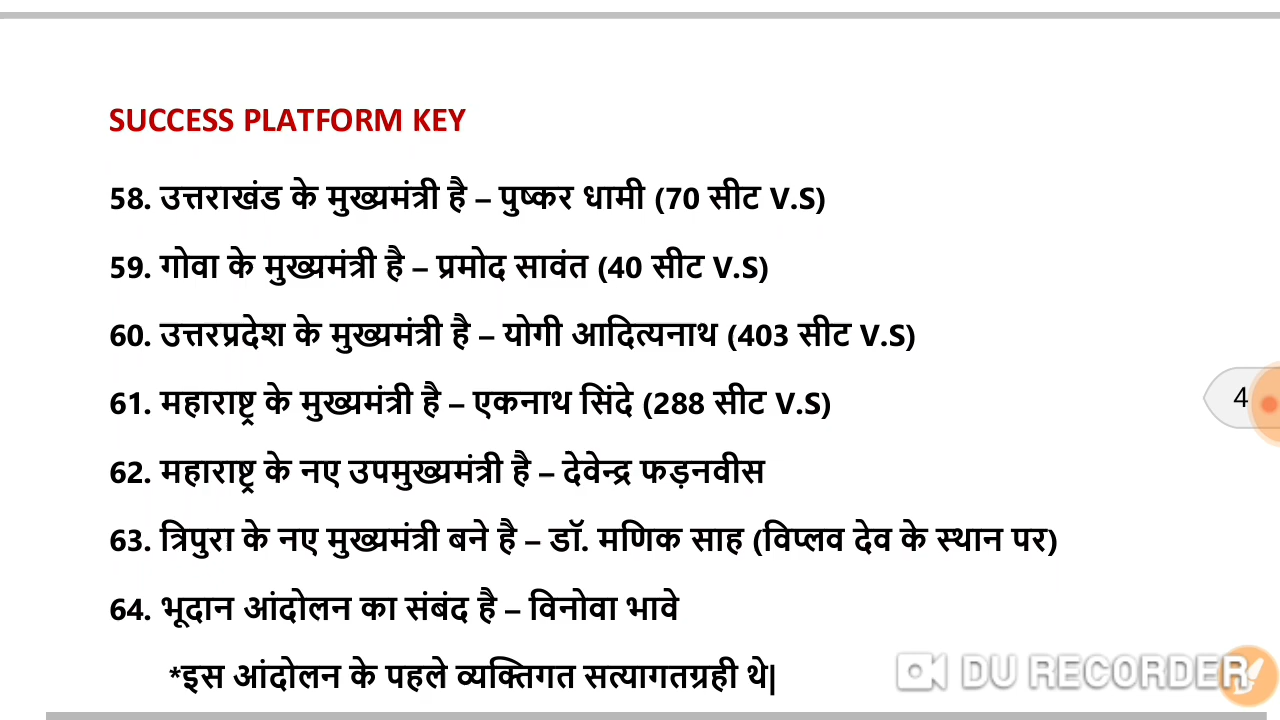 SUCCESS PLATFORM KEY
58. उत्तराखंड के मुख्यमंत्री है – पुष्कर धामी (70 सीट V.S)
59. गोवा के मुख्यमंत्री है – प्रमोद सावंत (40 सीट V.S)
60. उत्तरप्रदेश के मुख्यमंत्री है – योगी आदित्यनाथ (403 सीट V.S)
61. महाराष्ट्र के मुख्यमंत्री है – एकनाथ सिंदे (288 सीट V.S)
4
62. महाराष्ट्र के नए उपमुख्यमंत्री है – देवेन्द्र फड़नवीस
63. त्रिपुरा के नए मुख्यमंत्री बने है – डॉ. मणिक साह (विप्लव देव के स्थान पर)
64. भूदान आंदोलन का संबंद है – विनोवा भावे
*इस आंदोलन के पहले व्यक्तिगत सत्यागतग्रही थे|
DU RECORDER